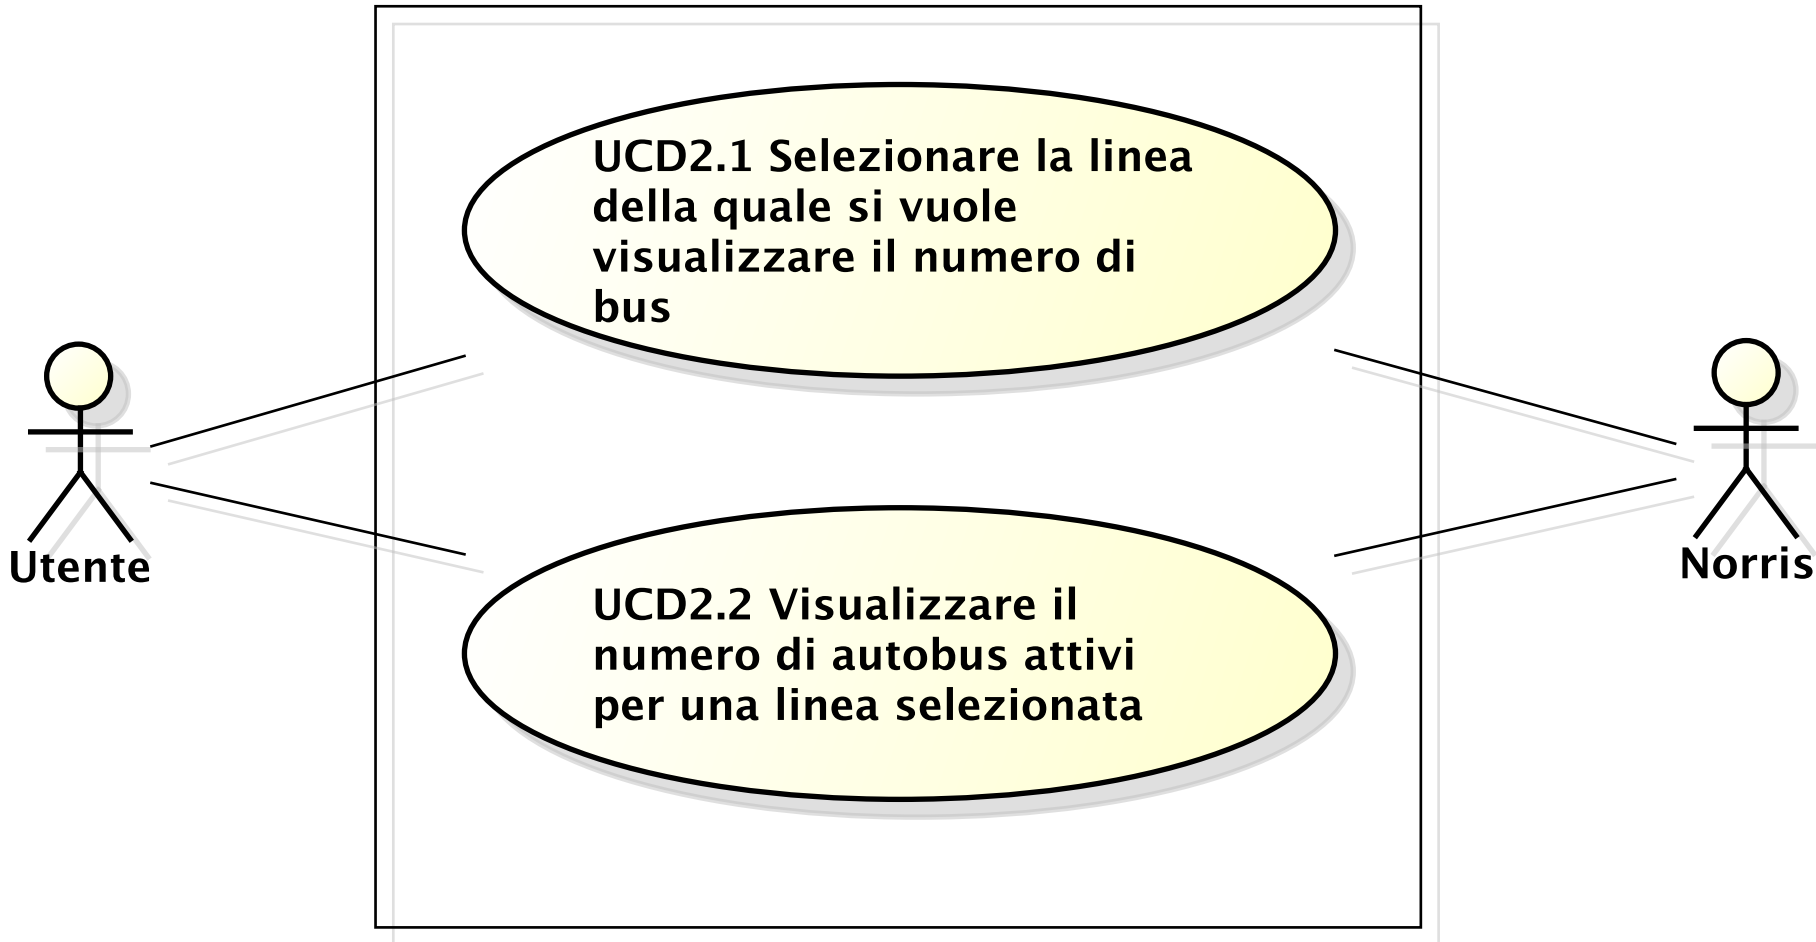 UCD2.1 Selezionare la linea
della quale si vuole
visualizzare il numero di
bus
Utente
Norris
UCD2.2 Visualizzare il
numero di autobus attivi
per una linea selezionata